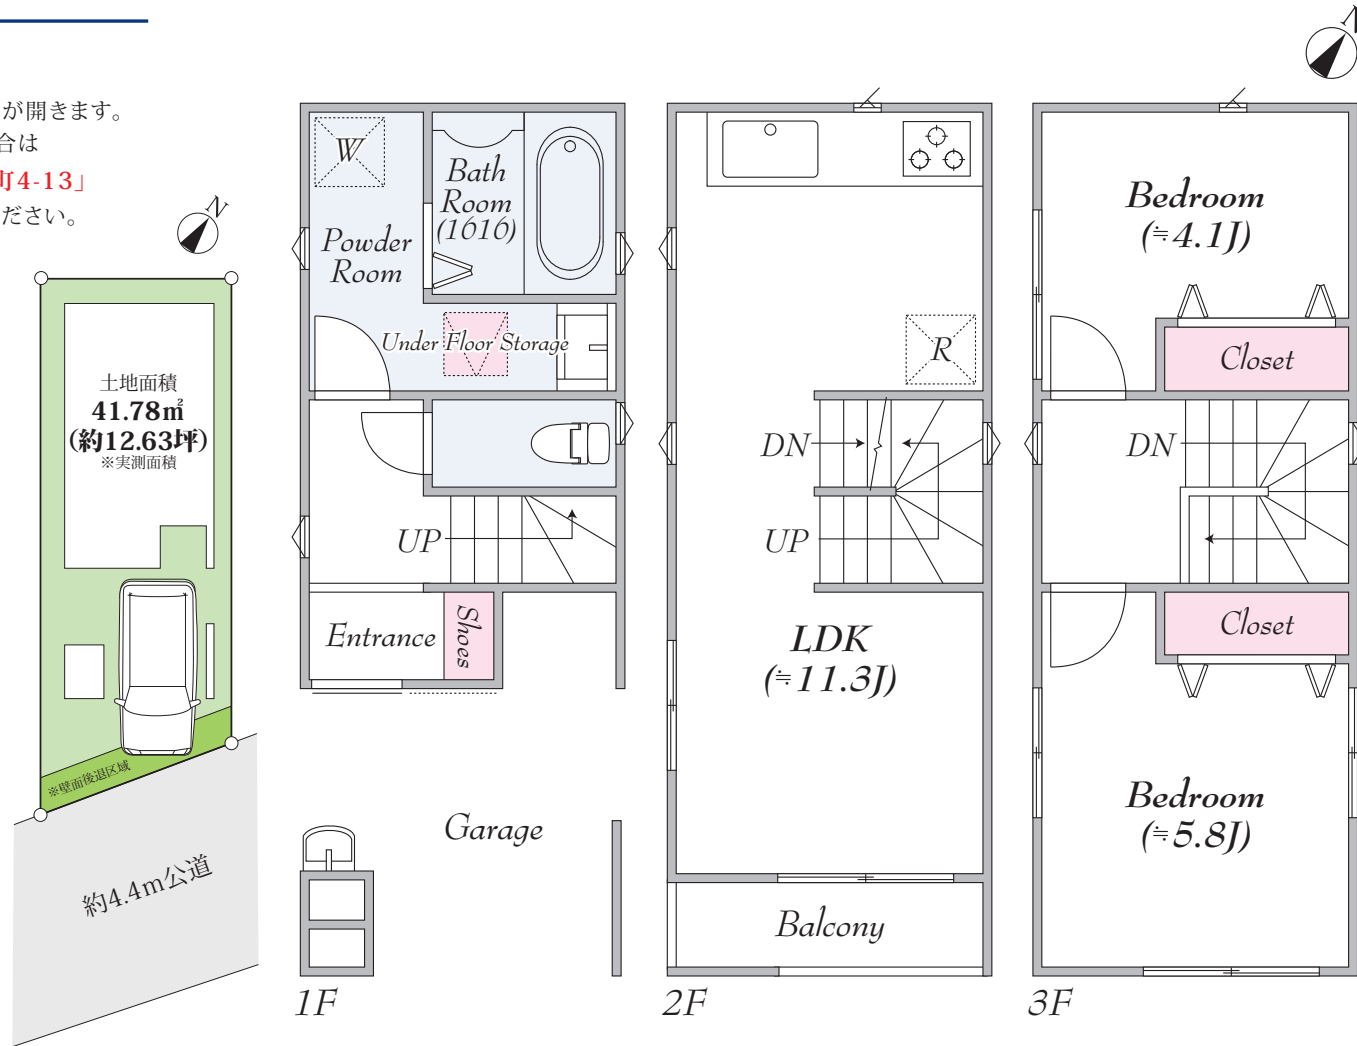 が開きます。
合は
町4-13」
ださい。
N
N
土地面積
41.78㎡
(約12.63坪)
※実測面積
※壁面後退区域
約4.4m公道
W
Bath
Room
(1616)
Powder
Room
Under Floor Storage
UP
Entrance
Shoes
Garage
1F
R
DN
UP
LDK
(≒11.3J)
Balcony
2F
Bedroom
(≒4.1J)
Closet
DN
Closet
Bedroom
(≒5.8J)
3F